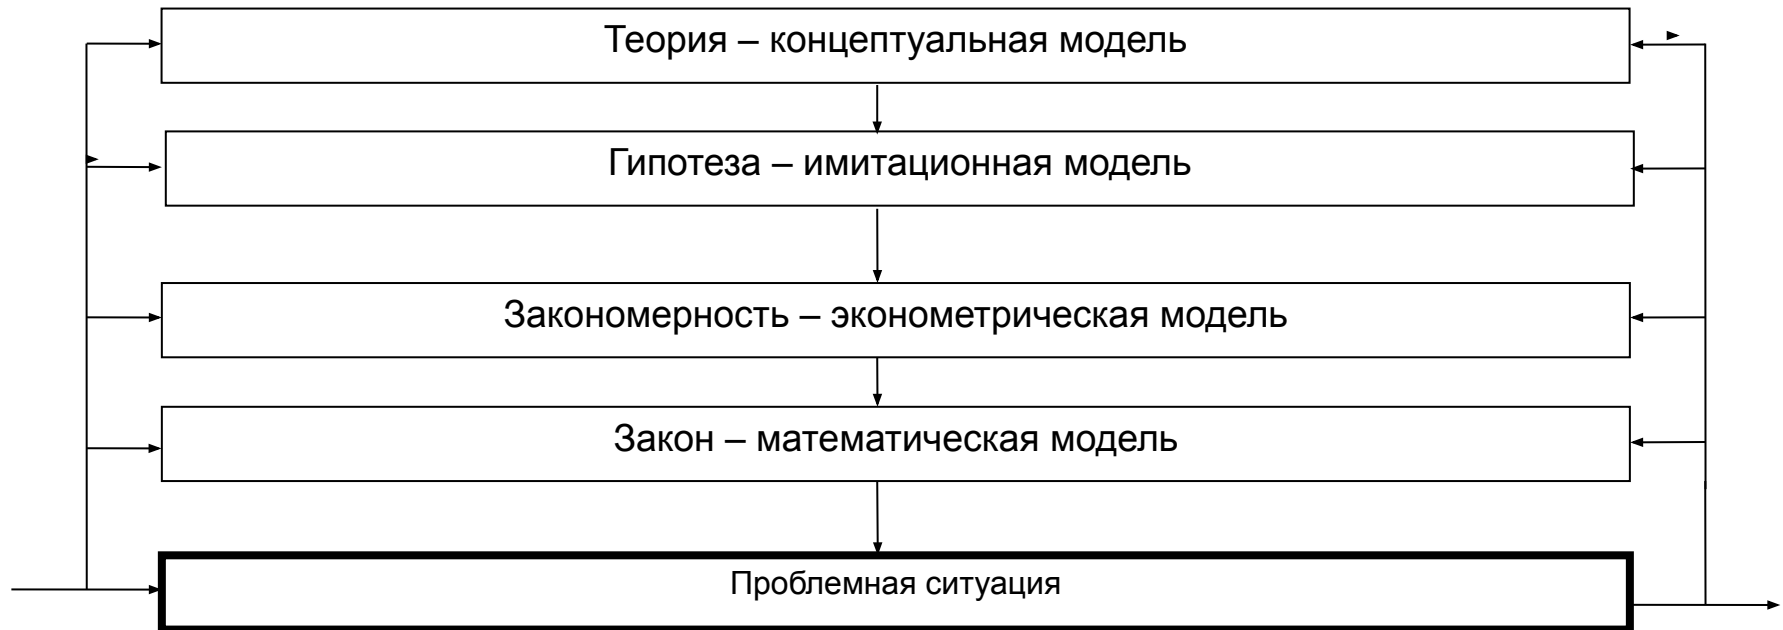 Теория – концептуальная модель
Гипотеза – имитационная модель
Закономерность – эконометрическая модель
Закон – математическая модель
Проблемная ситуация